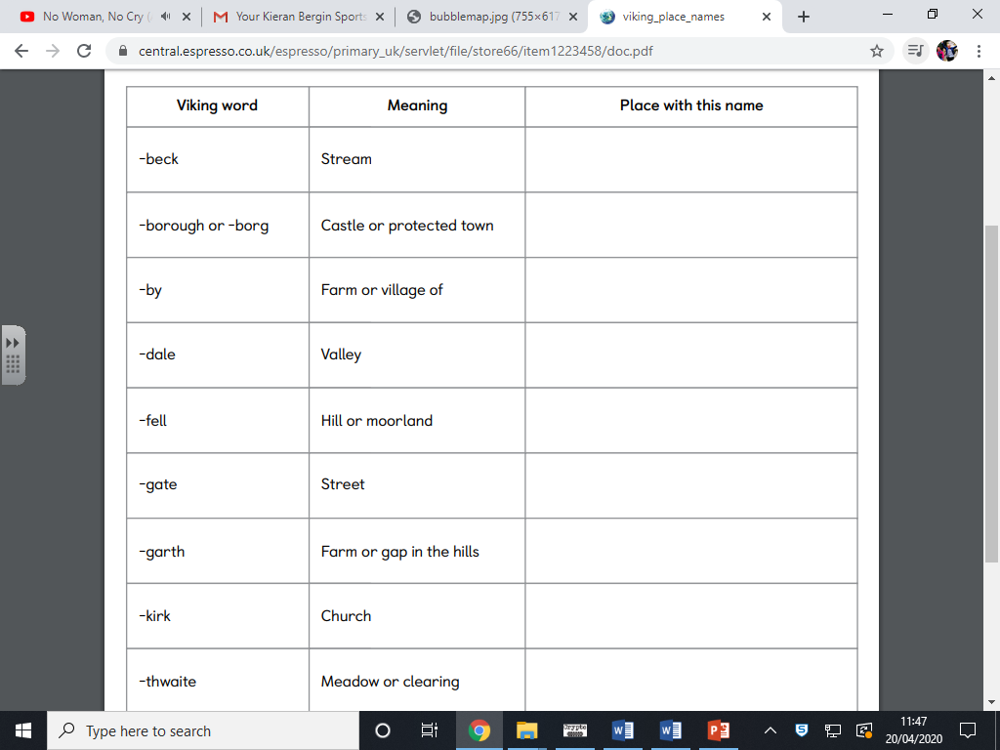 No Woman, No Cry (
Your Kieran Bergin Sports
bubblemap.jpg (755×617
viking_place_names
central.espresso.co.uk/espresso/primary_uk/servlet/file/store66/item1223458/doc.pdf
Viking word Meaning Place with this name
-beck Stream
-borough or -borg Castle or protected town
-by Farm or village of
-dale Valley
-fell Hill or moorland
-gate Street
-garth Farm or gap in the hills
-kirk Church
-thwaite Meadow or clearing
Type here to search
11:47
20/04/2020